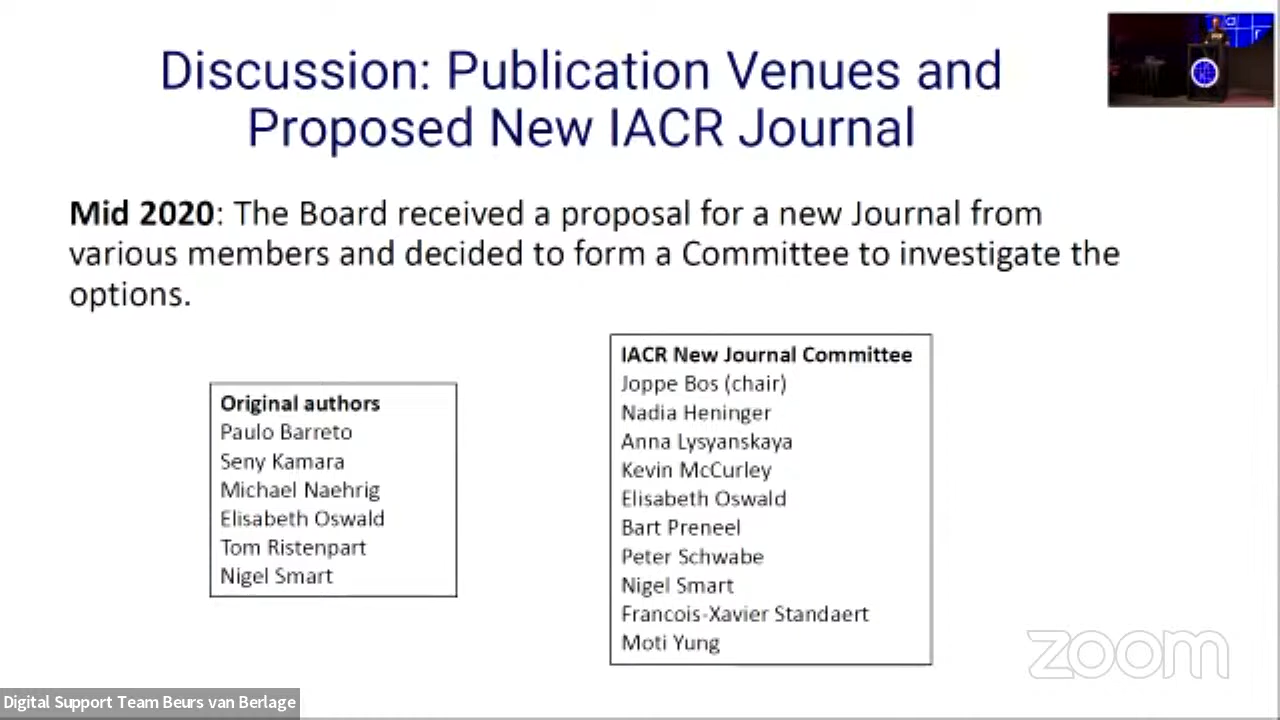 Discussion: Publication Venues and
Proposed New IACR Journal
Mid 2020: The Board received a proposal for a new Journal from
various members and decided to form a Committee to investigate the
options.
Original authors
Paulo Barreto
Seny Kamara
Michael Naehrig
Elisabeth Oswald
Tom Ristenpart
Nigel Smart
IACR New Journal Committee
Joppe Bos (chair)
Nadia Heninger
Anna Lysyanskaya
Kevin McCurley
Elisabeth Oswald
Bart Preneel
Peter Schwabe
Nigel Smart
Francois-Xavier Standaert
Moti Yung
zoom
Digital Support Team Beurs van Berlage